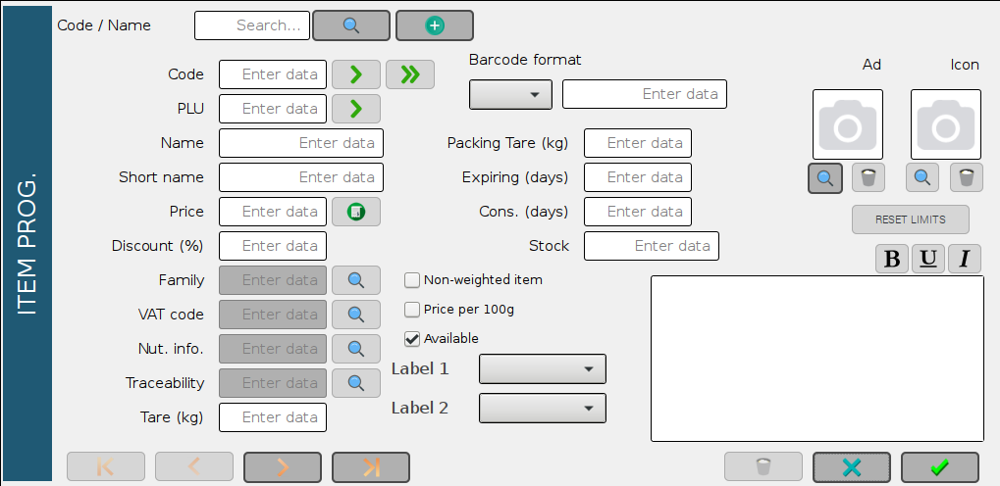 Code / Name Search...
Barcode format
Ad Icon
Code Enter data
PLU Enter data Enter data
Name Enter data Packing Tare (kg) Enter data
Short name Enter data Expiring (days) Enter data
Price Enter data Cons. (days) Enter data
RESET LIMITS
Discount (%) Enter data Stock Enter data
B U I
Family Enter data Non-weighted item
VAT code Enter data Price per 100g
Nut. info. Enter data Available
Label 1
Traceability Enter data
Label 2
Tare (kg) Enter data
ITEM PROG.